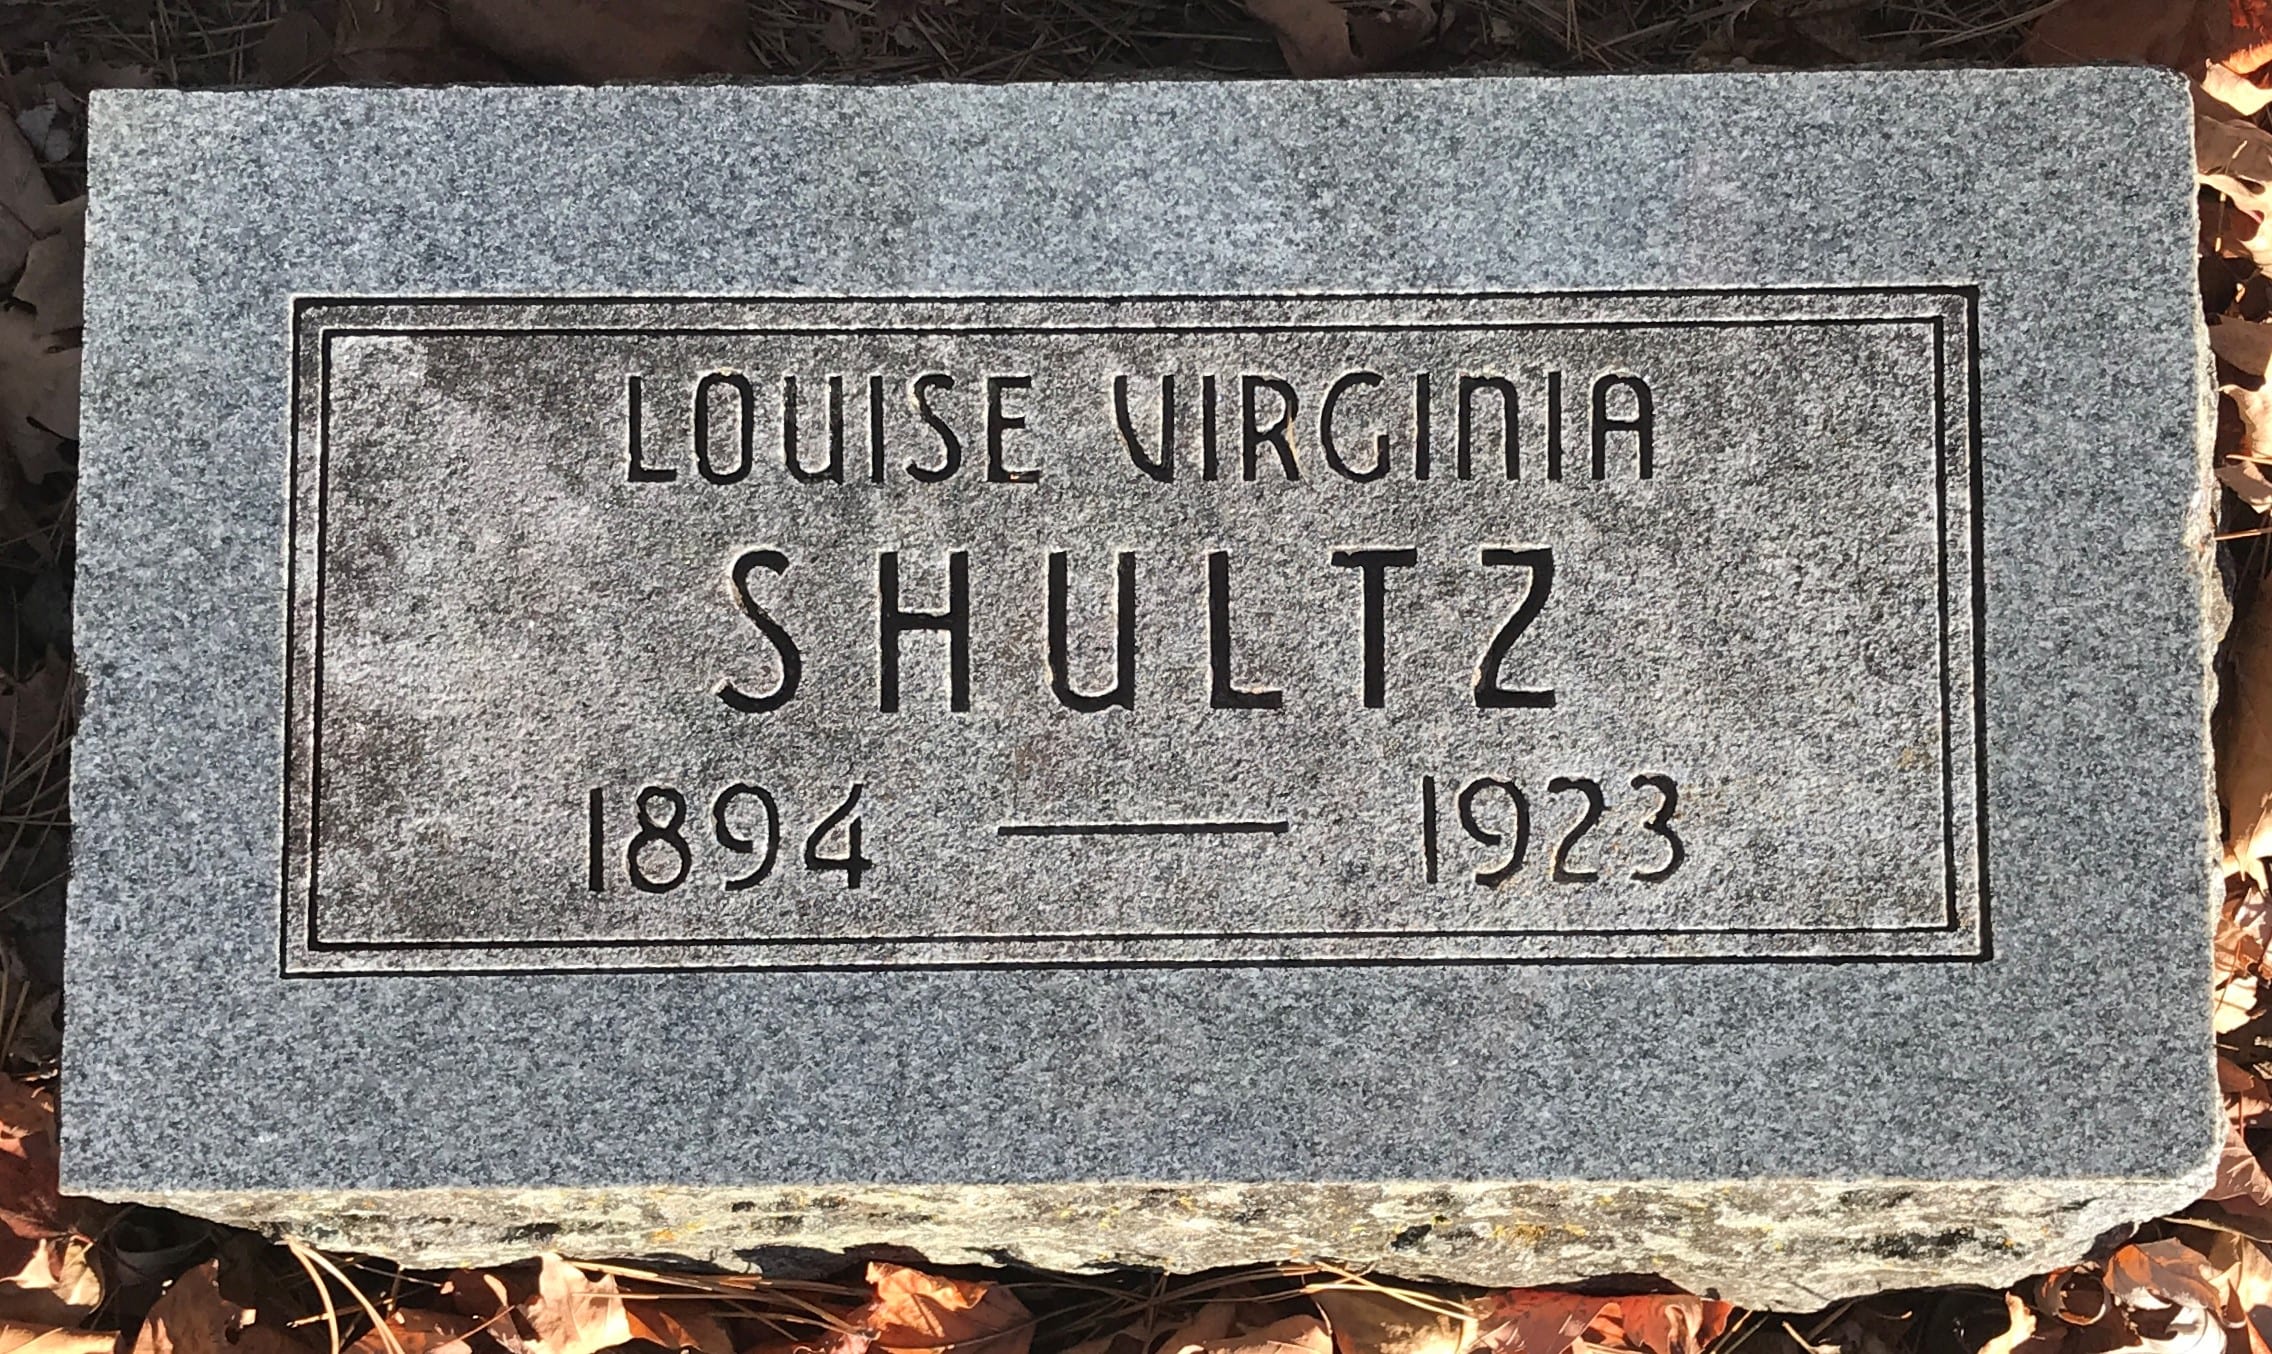 LOUISE VIRGINIA
SHULTZ
1894 — 1923